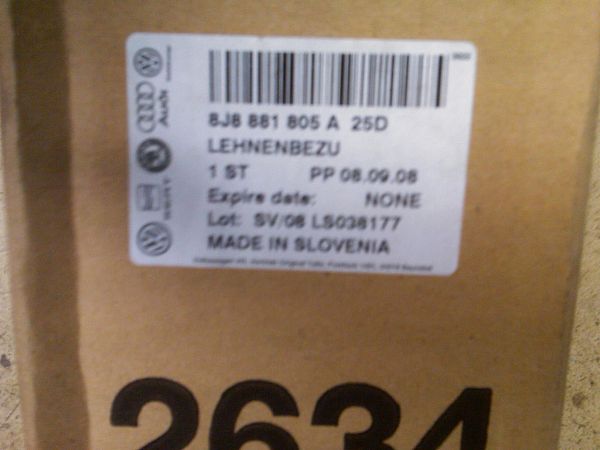 8J8 881 805 A 25D
LEHNENBEZU
1 ST PP 08.09.08
Expire date: NONE
Lot: SV/08 LS038177
MADE IN SLOVENIA
Audi
2634